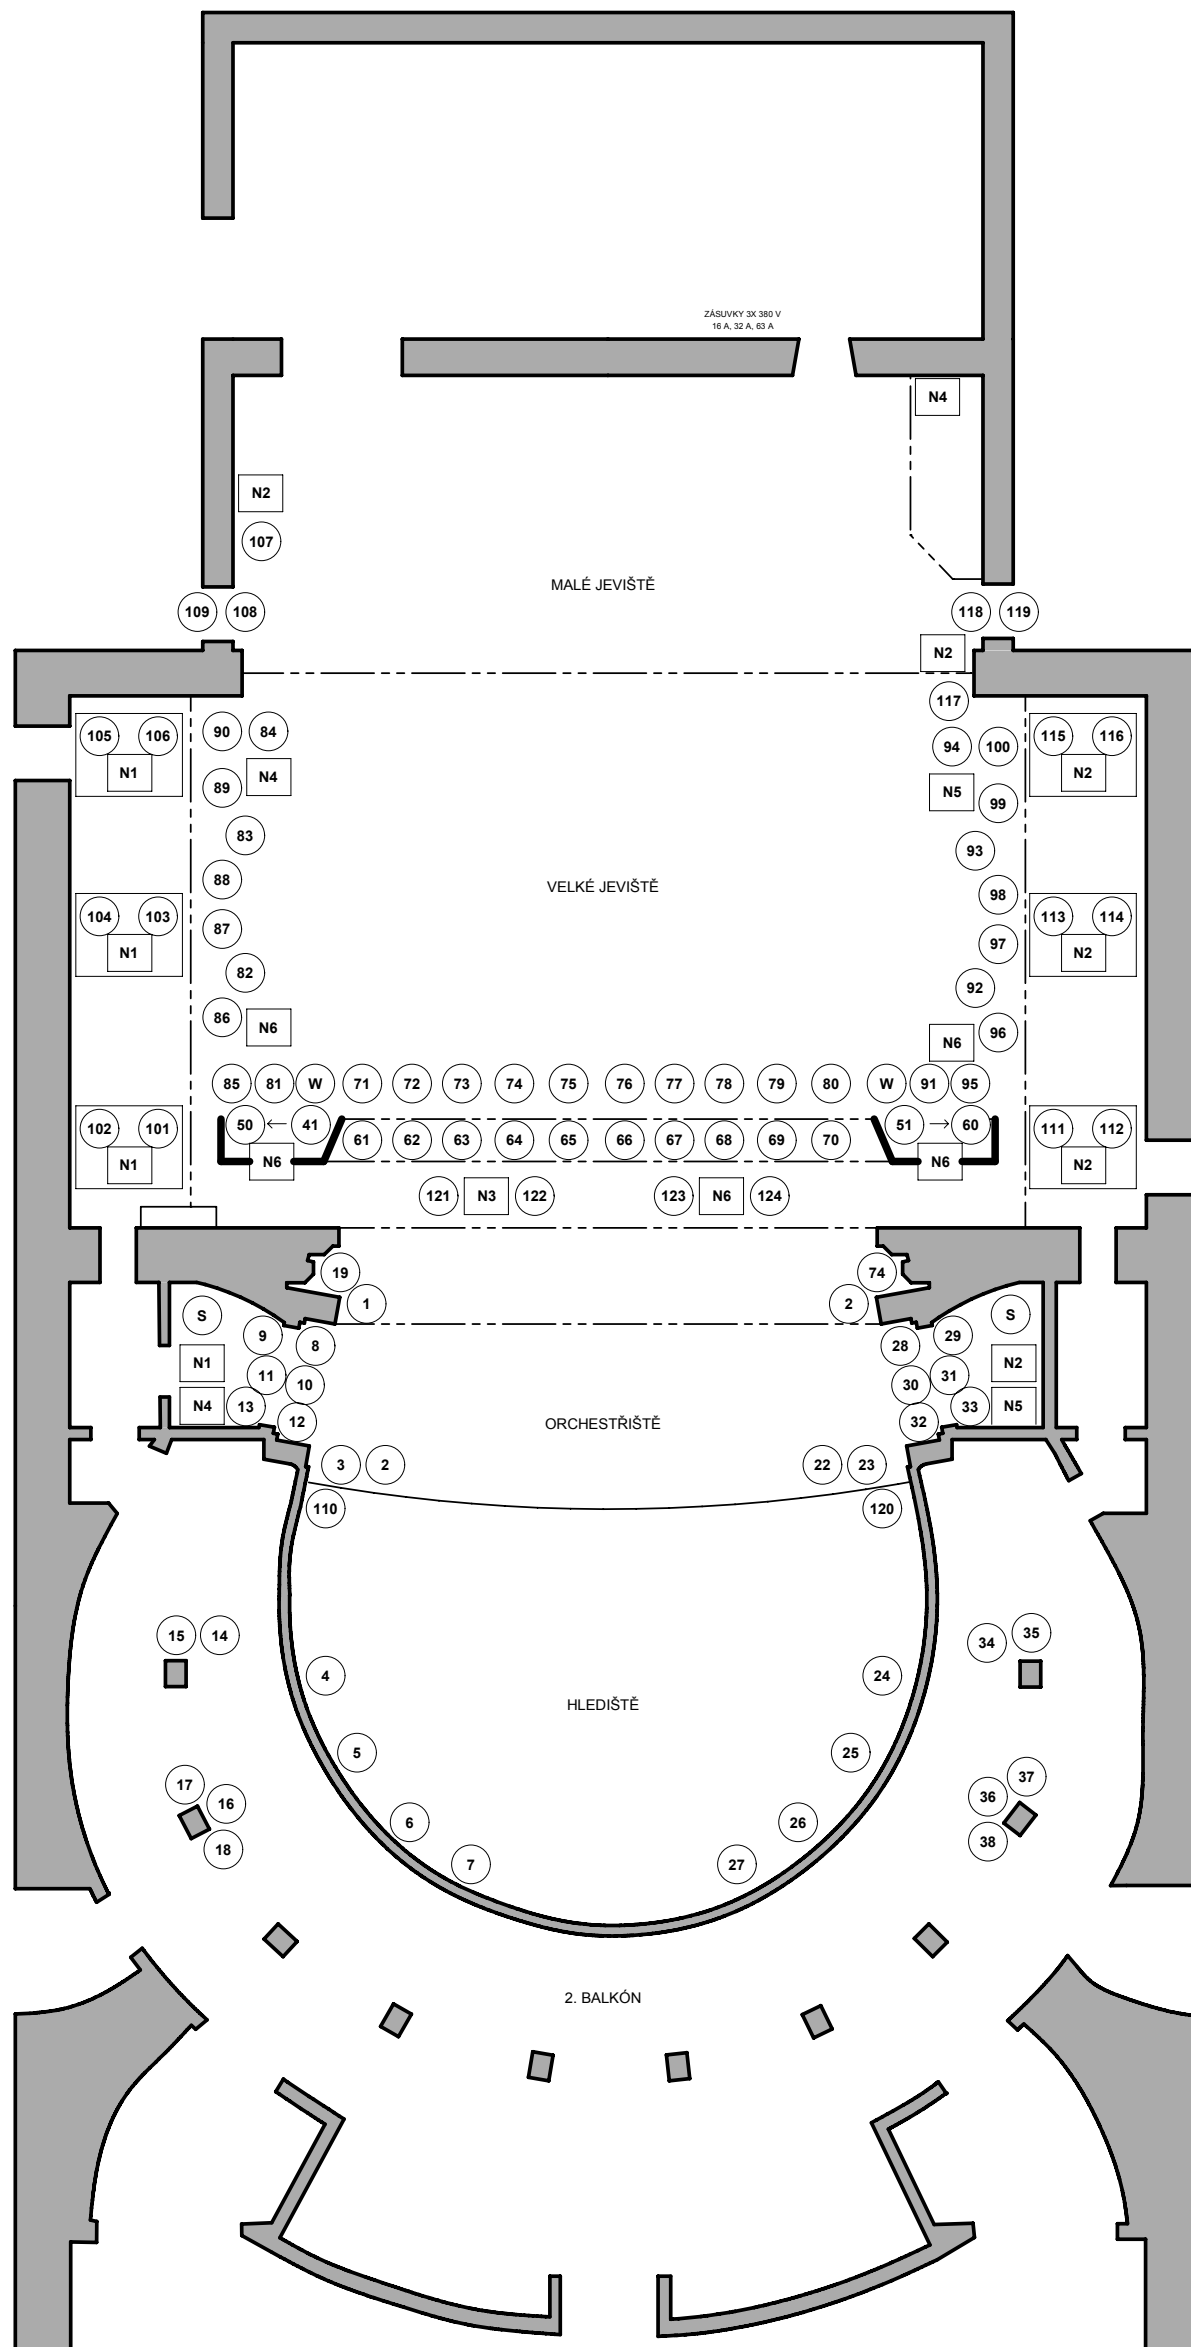 ZÁSUVKY 3X 380 V
16 A, 32 A, 63 A
N4
N2
107
MALÉ JEVIŠTĚ
109 108 118 119
N2
117
105 106 90 84 94 100 115 116
N1 N4 N2
89 N5 99
83 93
88 VELKÉ JEVIŠTĚ 98
104 103 87 97 113 114
N1 N2
82 92
86 N6 N6 96
85 81 W 71 72 73 74 75 76 77 78 79 80 W 91 95
102 101 50 ← 41 51 → 60 111 112
61 62 63 64 65 66 67 68 69 70
N1 N6 N6 N2
121 N3 122 123 N6 124
19 74
1 2
S S
9 8 28 29
N1 N2
11 10 30 31
N4 13 33 N5
12 ORCHESTŘIŠTĚ 32
3 2 22 23
110 120
15 14 34 35
4 24
HLEDIŠTĚ
5 25
17 16 36 37
6 26
18 38
7 27
2. BALKÓN